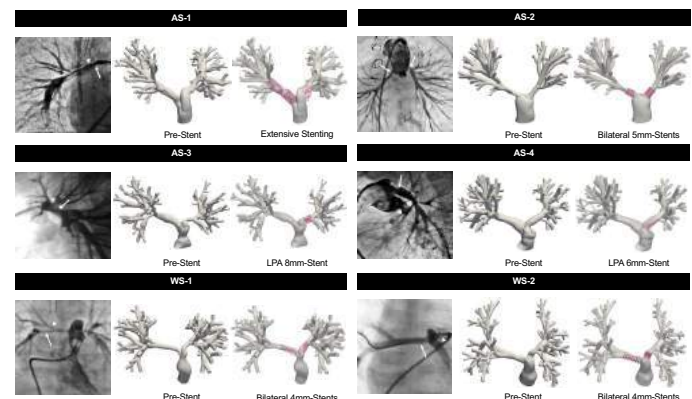 AS-1
AS-2
Pre-Stent
Extensive Stenting
Pre-Stent
Bilateral 5mm-Stents
AS-3
AS-4
Pre-Stent
LPA 8mm-Stent
Pre-Stent
LPA 6mm-Stent
WS-1
WS-2
Pre-Stent
Bilateral 4mm-Stents
Pre-Stent
Bilateral 4mm-Stents